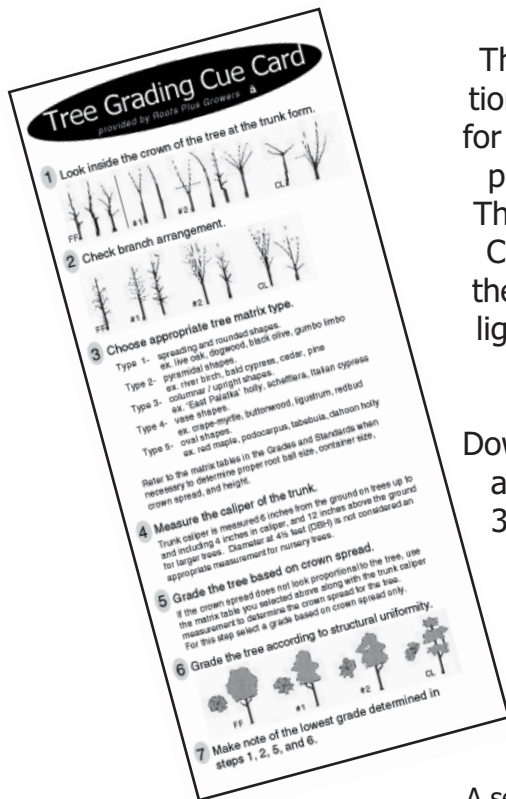 Tree Grading Cue Card
provided by Roots Plus Growers a
1 Look inside the crown of the tree at the trunk form.
FF #1 #2 CL
2 Check branch arrangement.
FF #1 #2 CL
3 Choose appropriate tree matrix type.
Type 1- spreading and rounded shapes.
ex. live oak, dogwood, black olive, gumbo limbo
Type 2- pyramidal shapes.
ex. river birch, bald cypress, cedar, pine
Type 3- columnar / upright shapes.
ex. 'East Palatka' holly, schefflera, Italian cypress
Type 4- vase shapes.
ex. crape-myrtle, buttonwood, ligustrum, redbud
Type 5- oval shapes.
ex. red maple, podocarpus, tabebuia, dahoon holly
Refer to the matrix tables in the Grades and Standards when
necessary to determine proper root ball size, container size,
crown spread, and height.
4 Measure the caliper of the trunk.
Trunk caliper is measured 6 inches from the ground on trees up to
and including 4 inches in caliper, and 12 inches above the ground
for larger trees. Diameter at 4½ feet (DBH) is not considered an
appropriate measurement for nursery trees.
5 Grade the tree based on crown spread.
If the crown spread does not look proportional to the tree, use
the matrix table you selected above along with the trunk caliper
measurement to determine the crown spread for the tree.
For this step select a grade based on crown spread only.
6 Grade the tree according to structural uniformity.
FF #1 #2 CL
7 Make note of the lowest grade determined in
steps 1, 2, 5, and 6.
Th
tion
for
p
Th
C
the
lig
Dow
a
3
A se